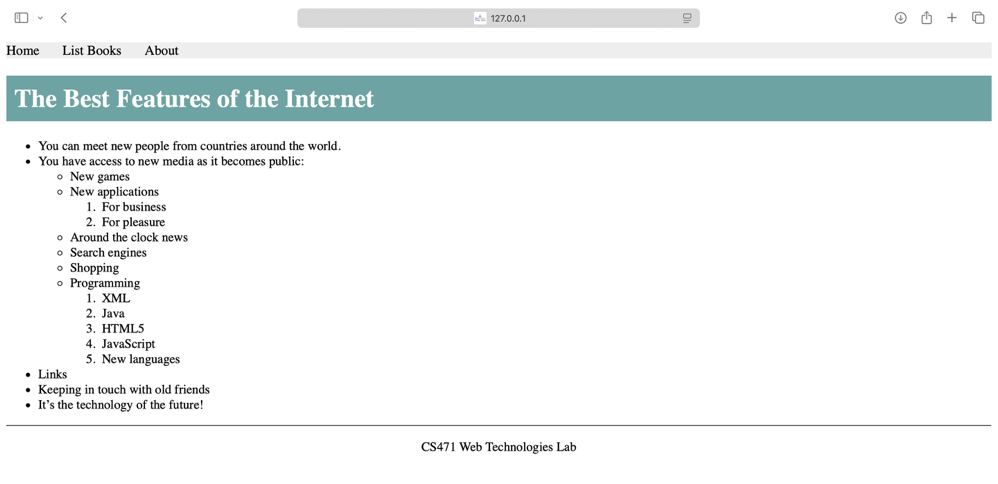 127.0.0.1
Home List Books About
The Best Features of the Internet
• You can meet new people from countries around the world.
• You have access to new media as it becomes public:
◦ New games
◦ New applications
1. For business
2. For pleasure
◦ Around the clock news
◦ Search engines
◦ Shopping
◦ Programming
1. XML
2. Java
3. HTML5
4. JavaScript
5. New languages
• Links
• Keeping in touch with old friends
• It’s the technology of the future!
CS471 Web Technologies Lab